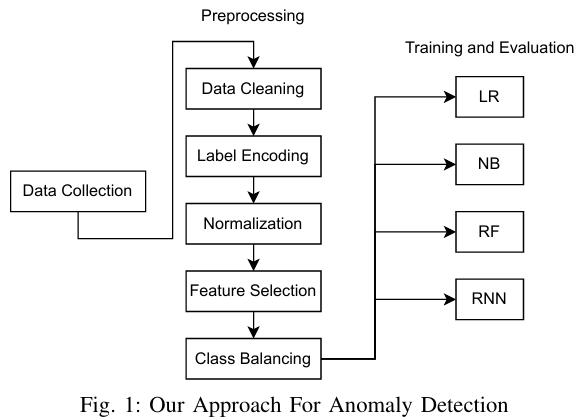 Preprocessing
Training and Evaluation
Data Collection
Data Cleaning
Label Encoding
Normalization
Feature Selection
Class Balancing
LR
NB
RF
RNN
Fig. 1: Our Approach For Anomaly Detection